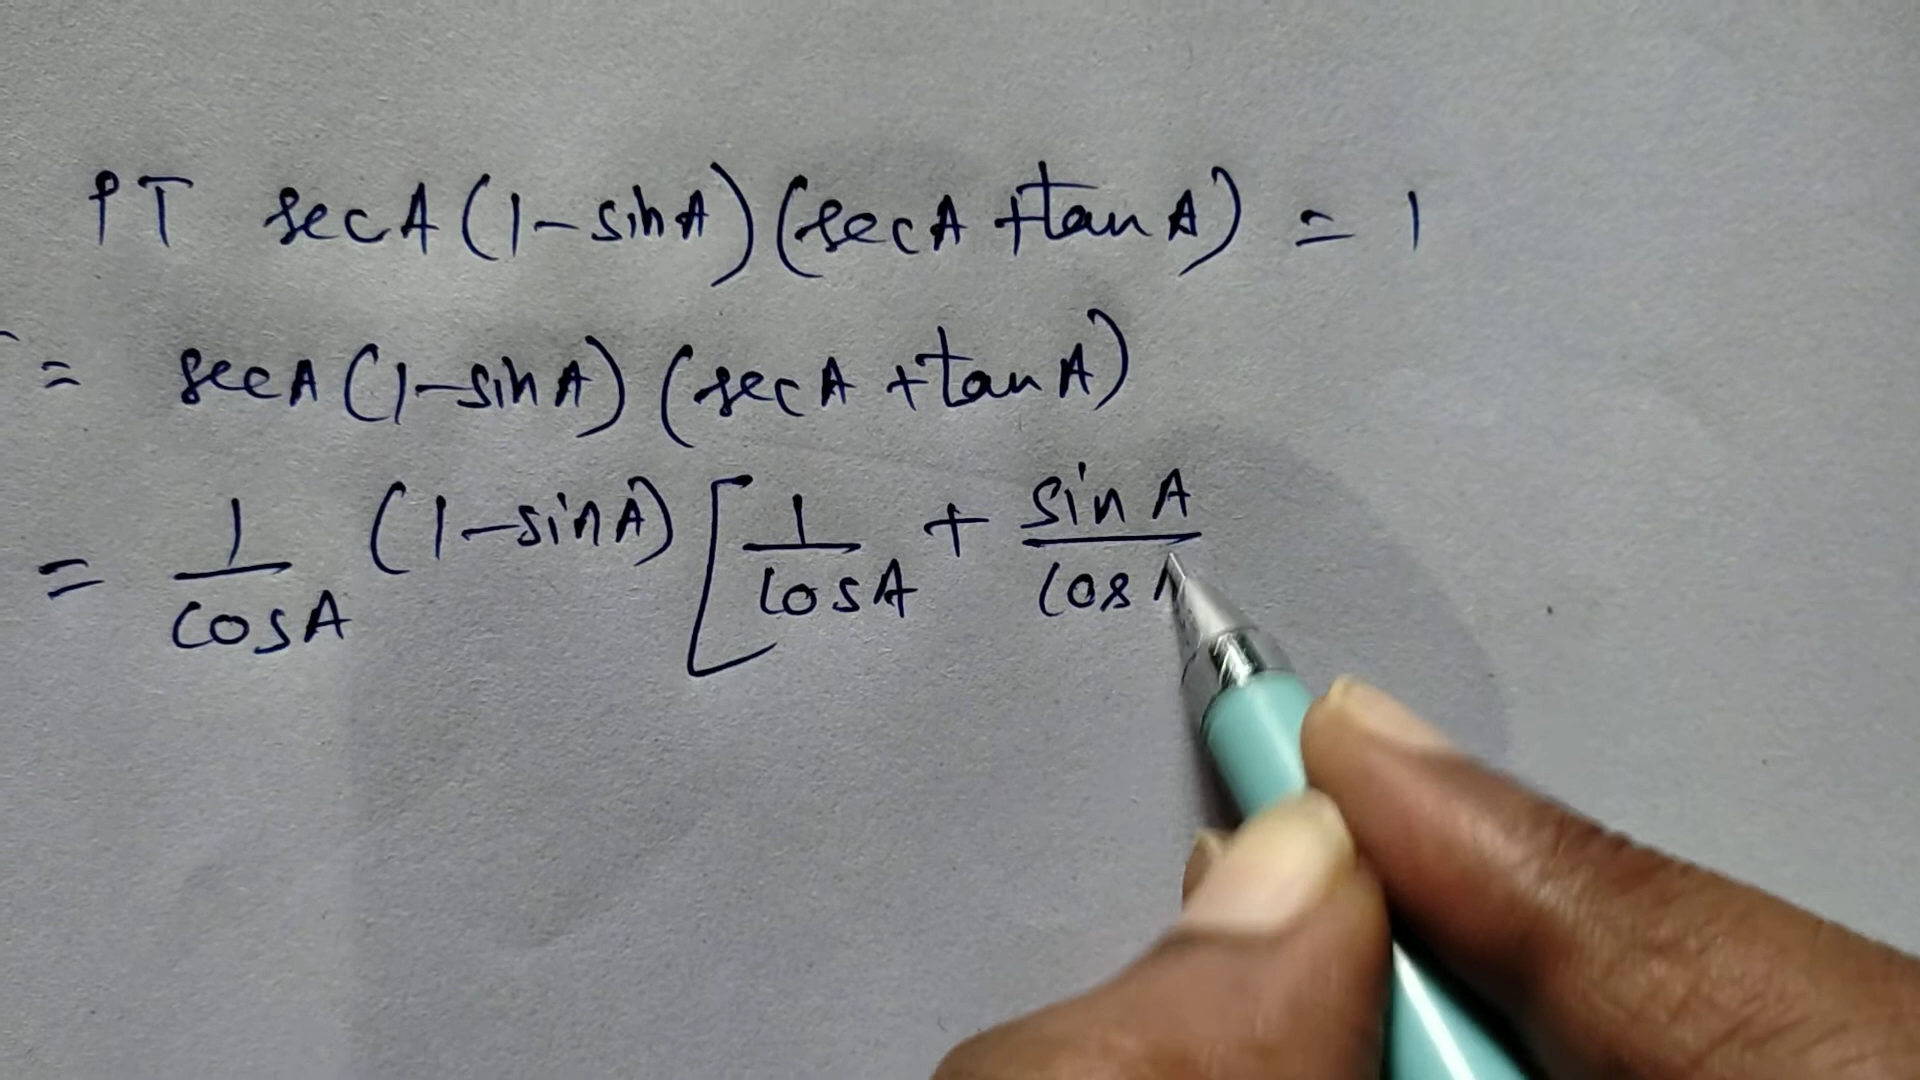 PT secA(1-sinA)(secA+tanA) = 1
= secA(1-sinA)(secA+tanA)
= 1/cosA (1-sinA) [1/cosA + sinA/cos